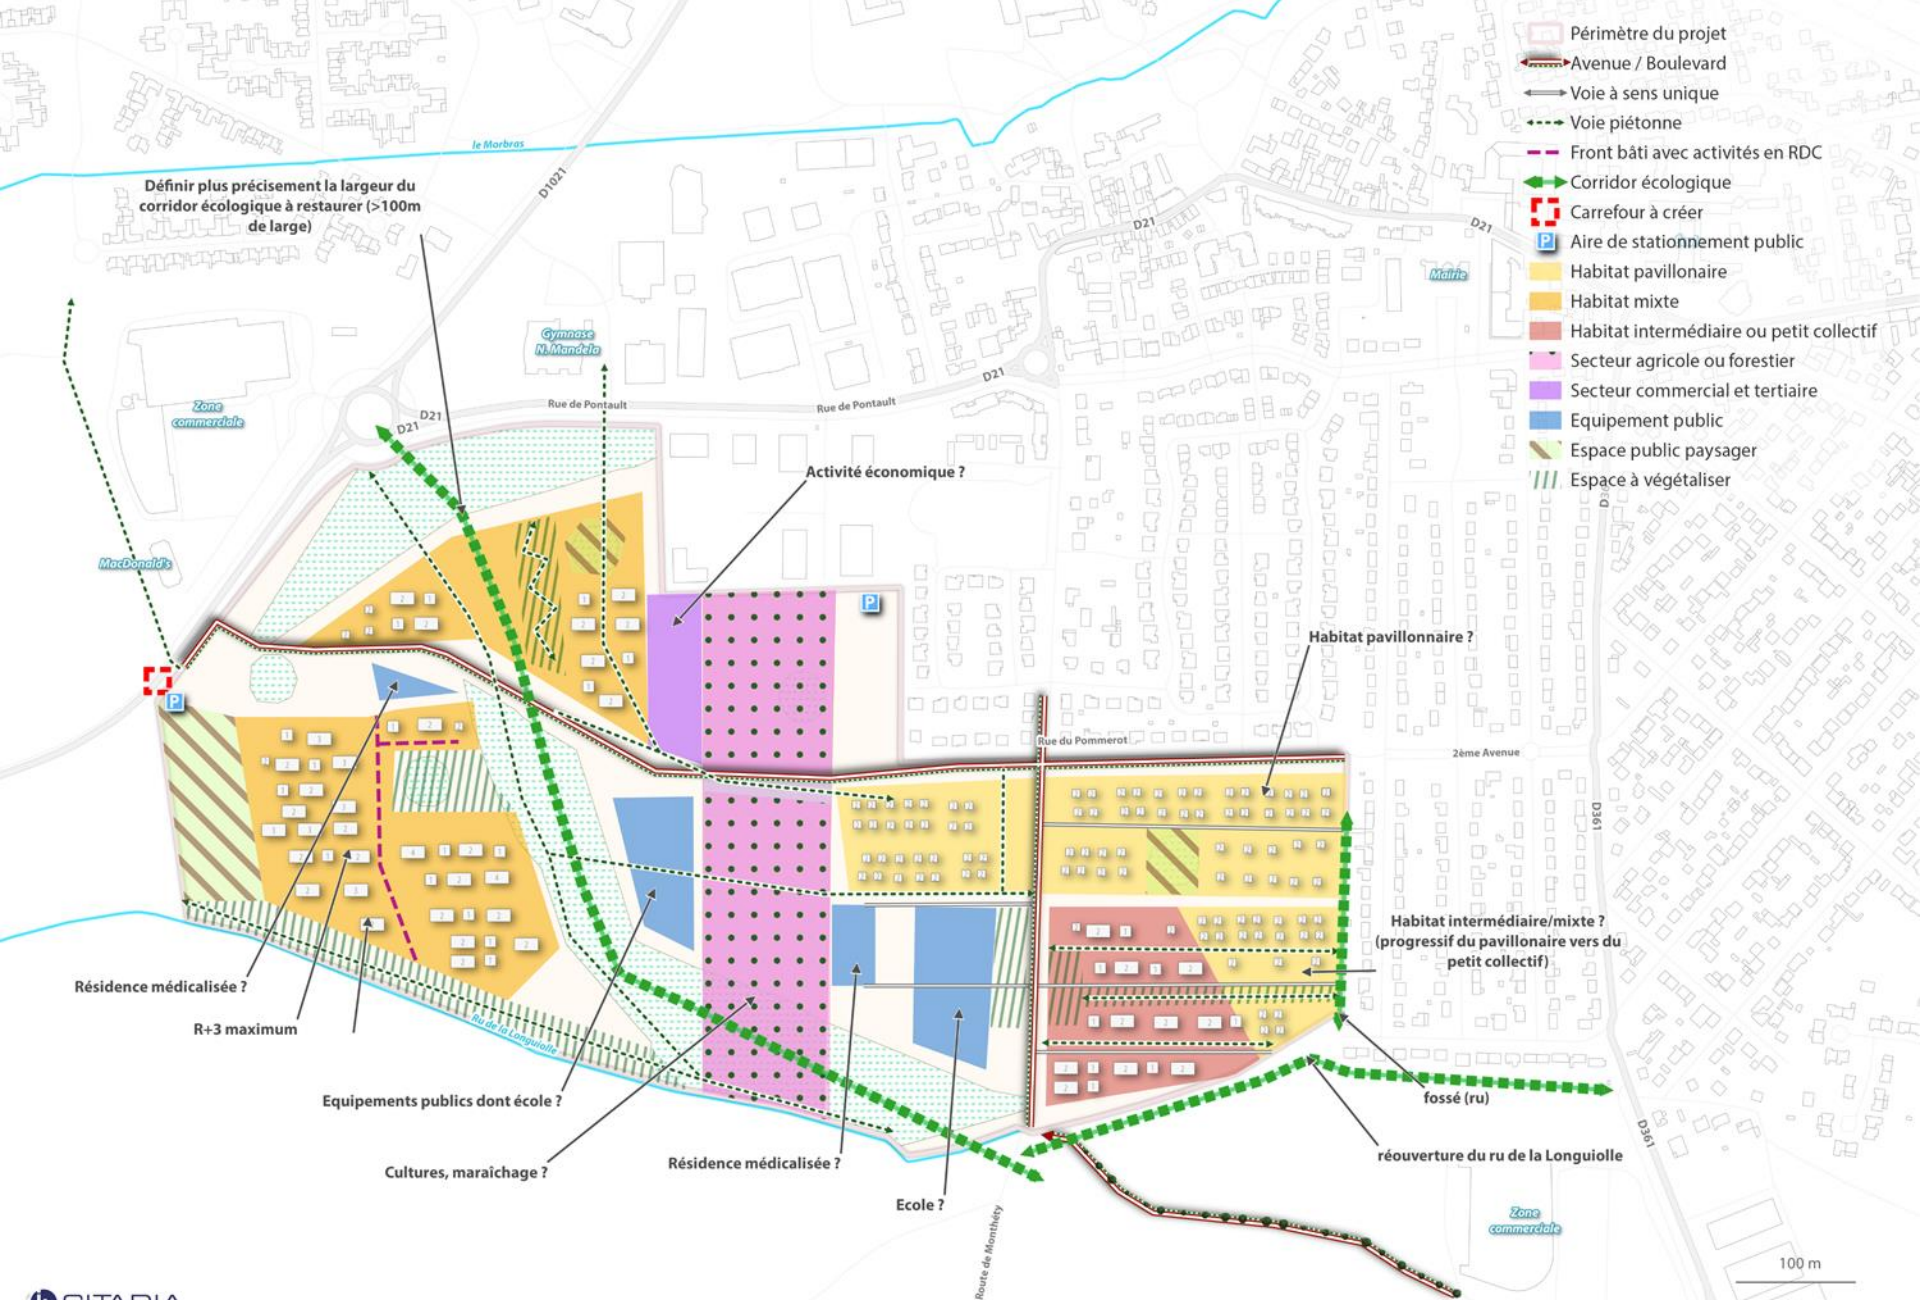 Périmètre du projet
Avenue / Boulevard
Voie à sens unique
Voie piétonne
Front bâti avec activités en RDC
Corridor écologique
Carrefour à créer
P Aire de stationnement public
Habitat pavillonaire
Habitat mixte
Habitat intermédiaire ou petit collectif
Secteur agricole ou forestier
Secteur commercial et tertiaire
Equipement public
Espace public paysager
Espace à végétaliser
le Morbras
D1021
Définir plus précisement la largeur du
corridor écologique à restaurer (>100m
de large)
D21
D21
Mairie
Gymnase
N. Mandela
D21
Zone
commerciale
D21
D21
Rue de Pontault
Rue de Pontault
Activité économique ?
MacDonald's
P
Habitat pavillonnaire ?
P
Rue du Pommerot
2ème Avenue
D361
Habitat intermédiaire/mixte ?
(progressif du pavillonaire vers du
petit collectif)
Résidence médicalisée ?
R+3 maximum
Ru de la Longuiolle
Equipements publics dont école ?
fossé (ru)
D361
Cultures, maraîchage ?
Résidence médicalisée ?
réouverture du ru de la Longuiolle
Ecole ?
Zone
commerciale
Route de Monthéty
100 m